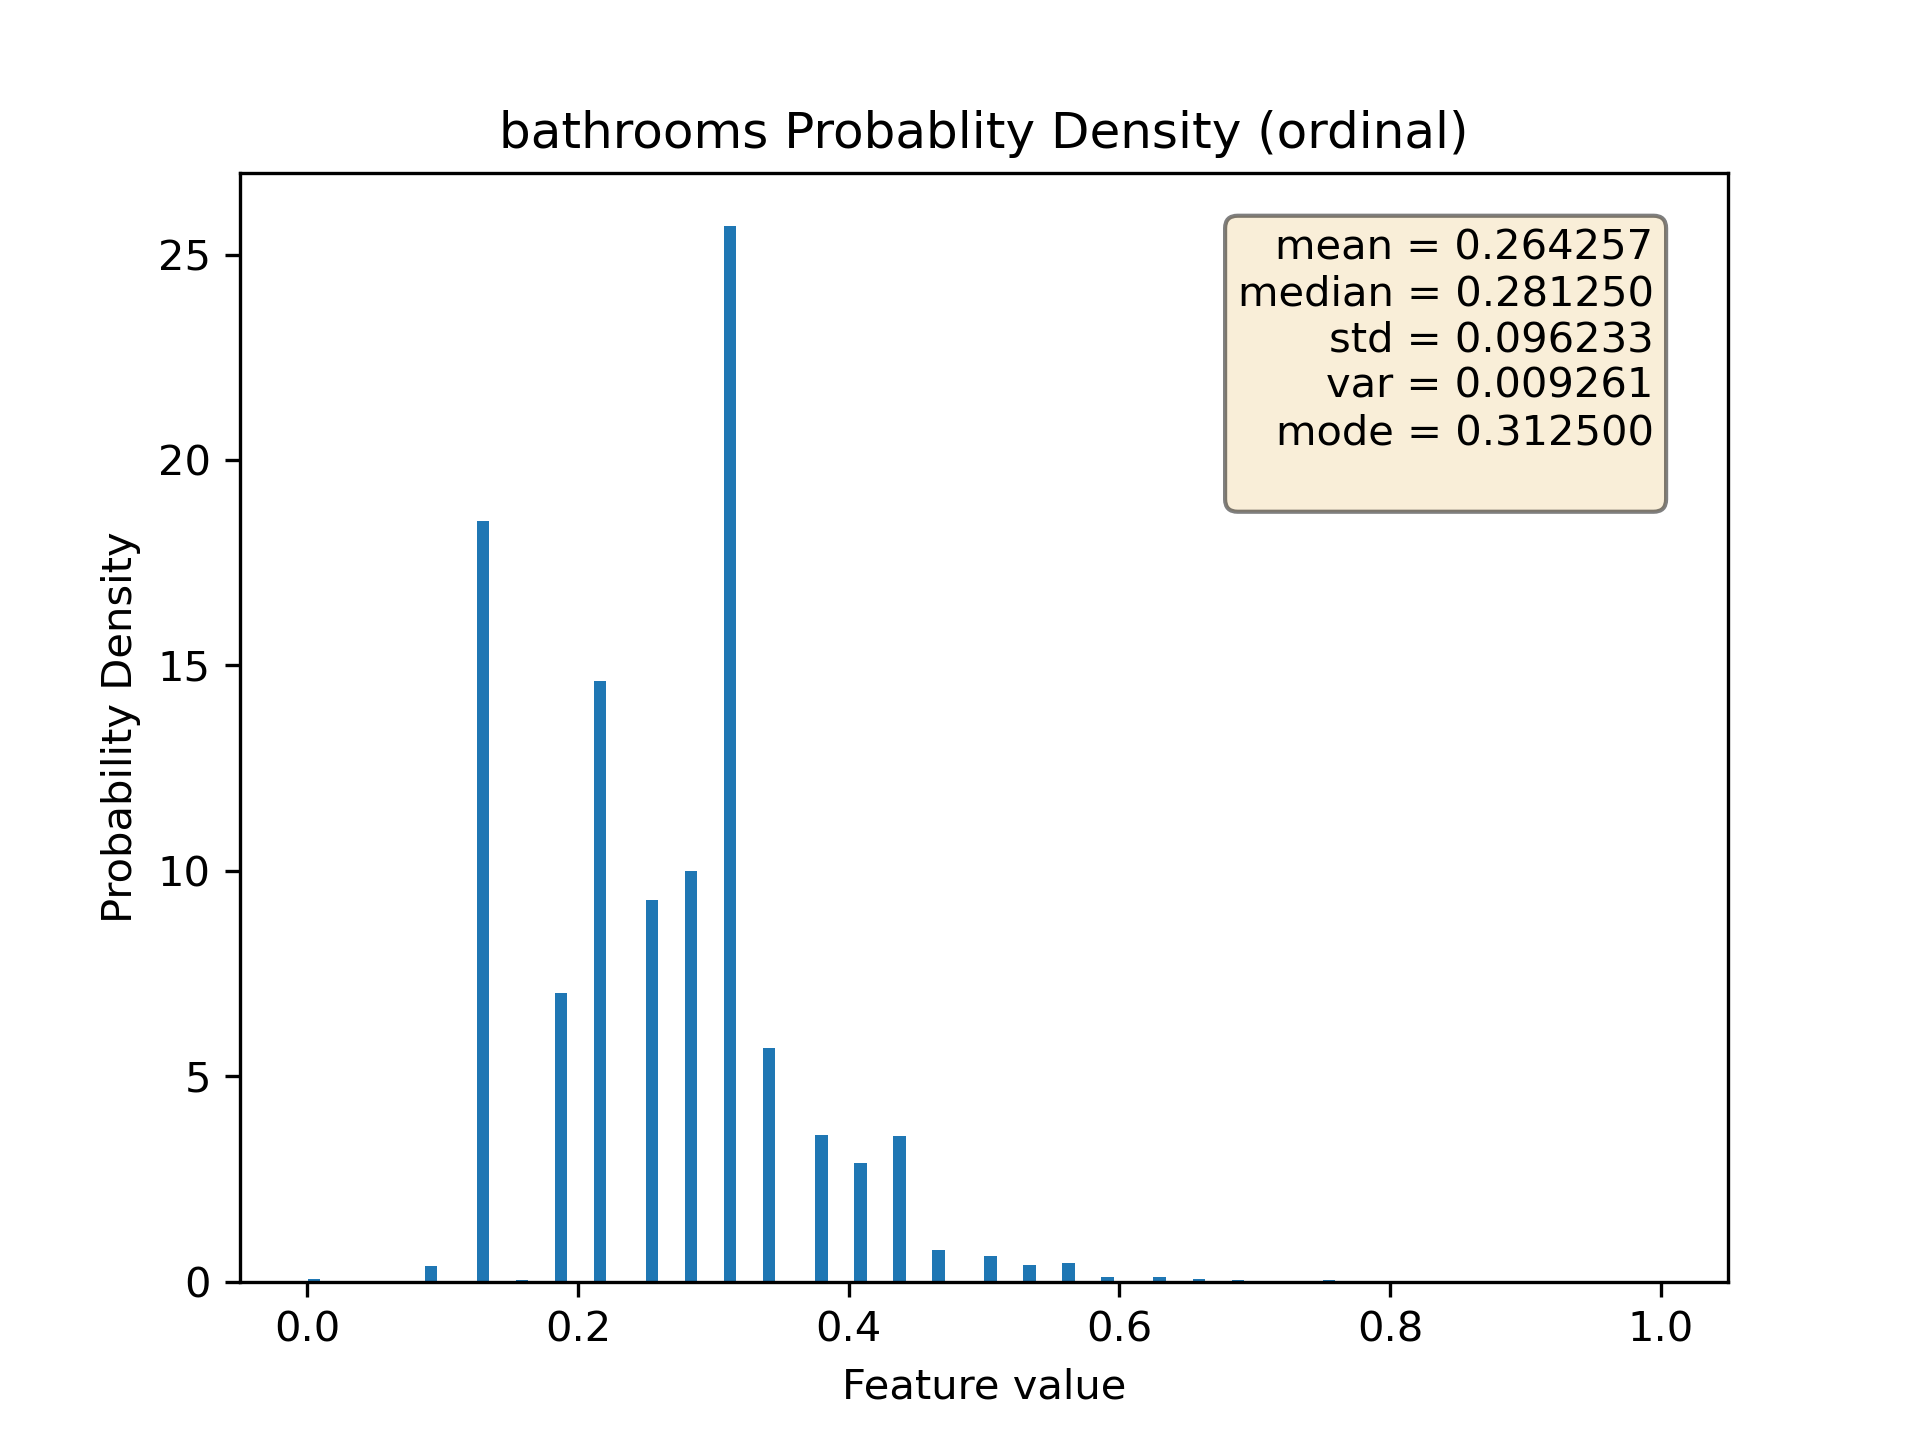 bathrooms Probablity Density (ordinal)
mean = 0.264257
median = 0.281250
std = 0.096233
var = 0.009261
mode = 0.312500
Probability Density
25
20
15
10
5
0
0.0 0.2 0.4 0.6 0.8 1.0
Feature value